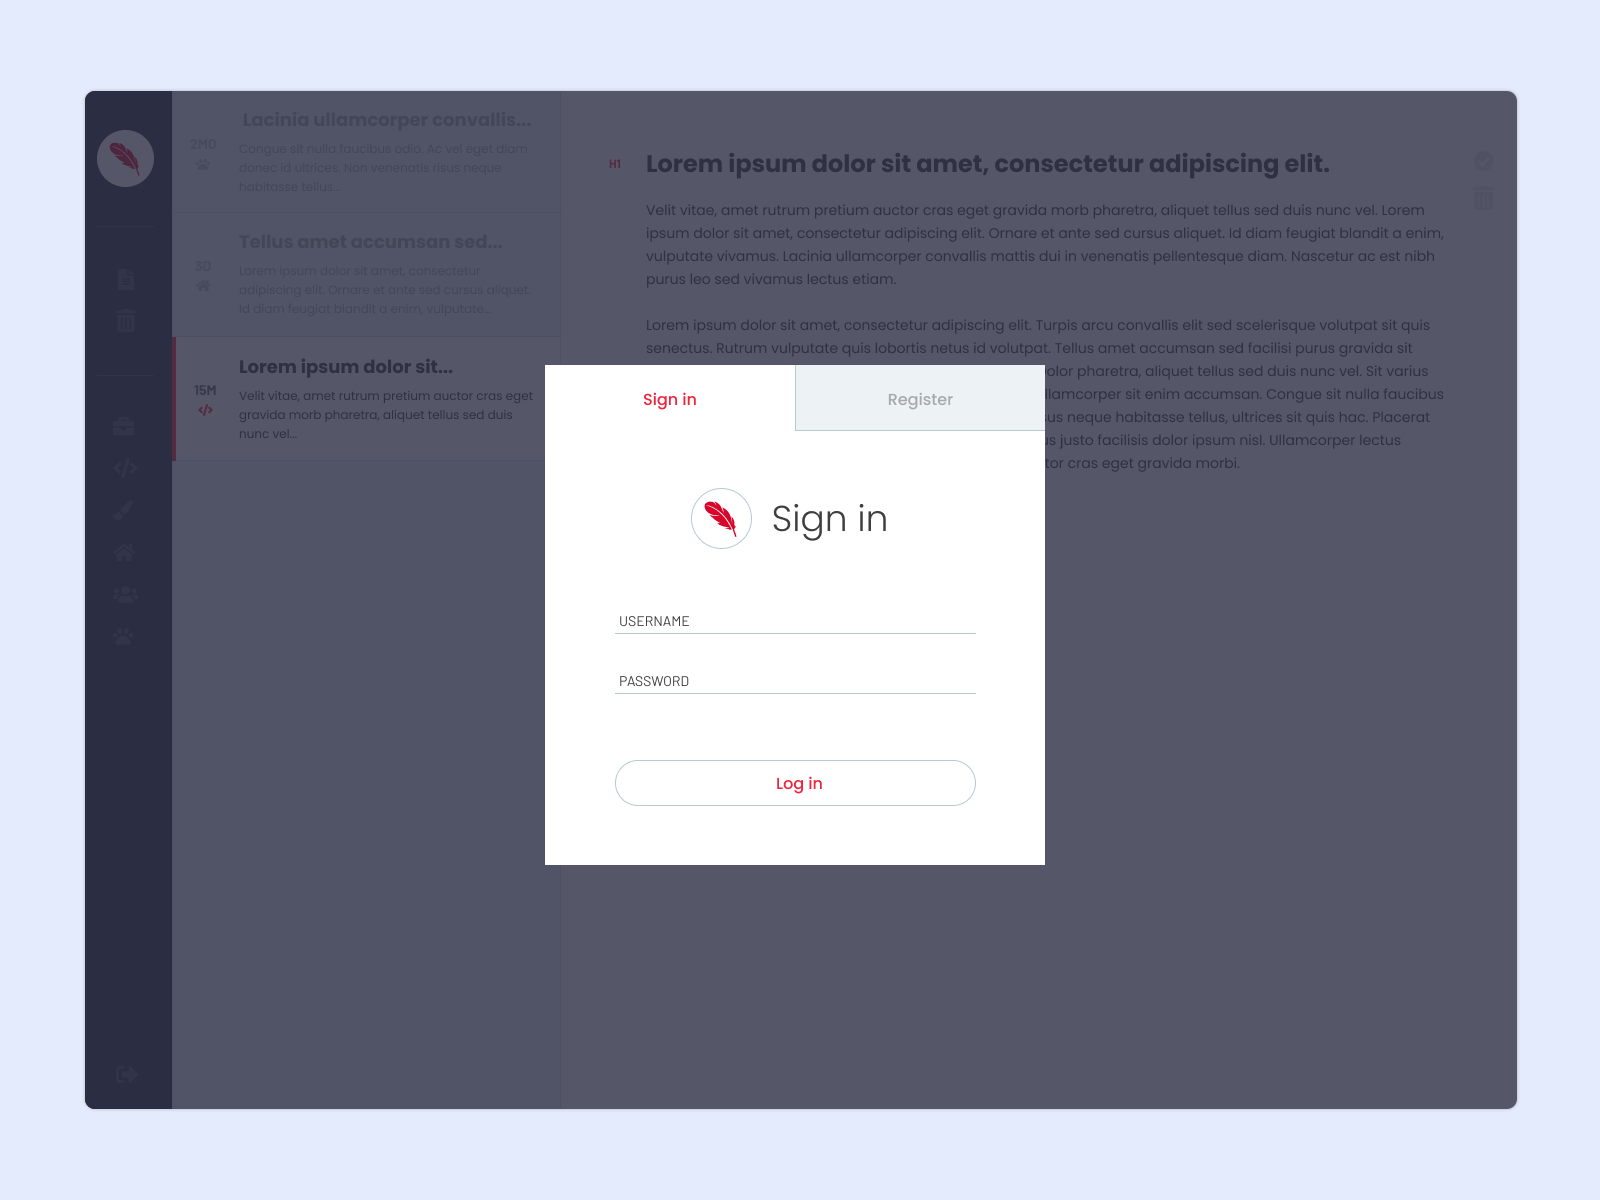 Lacinia ullamcorper convallis...
2MO
Congue sit nulla faucibus odio. Ac vel eget diam
donec id ultrices. Non venenatis risus neque
habitasse tellus...
Tellus amet accumsan sed...
3D
Lorem ipsum dolor sit amet, consectetur
adipiscing elit. Ornare et ante sed cursus aliquet.
Id diam feugiat blandit a enim, vulputate...
Lorem ipsum dolor sit...
15M
Velit vitae, amet rutrum pretium auctor cras eget
gravida morb pharetra, aliquet tellus sed duis
nunc vel...
H1
Lorem ipsum dolor sit amet, consectetur adipiscing elit.
Velit vitae, amet rutrum pretium auctor cras eget gravida morb pharetra, aliquet tellus sed duis nunc vel. Lorem
ipsum dolor sit amet, consectetur adipiscing elit. Ornare et ante sed cursus aliquet. Id diam feugiat blandit a enim,
vulputate vivamus. Lacinia ullamcorper convallis mattis dui in venenatis pellentesque diam. Nascetur ac est nibh
purus leo sed vivamus lectus etiam.
Lorem ipsum dolor sit amet, consectetur adipiscing elit. Turpis arcu convallis elit sed scelerisque volutpat sit quis
senectus. Rutrum vulputate quis lobortis netus id volutpat. Tellus amet accumsan sed facilisi purus gravida sit
pharetra, aliquet tellus sed duis nunc vel. Sit varius
sit enim accumsan. Congue sit nulla faucibus
neque habitasse tellus, ultrices sit quis hac. Placerat
justo facilisis dolor ipsum nisl. Ullamcorper lectus
cras eget gravida morbi.
Sign in
Register
Sign in
USERNAME
PASSWORD
Log in